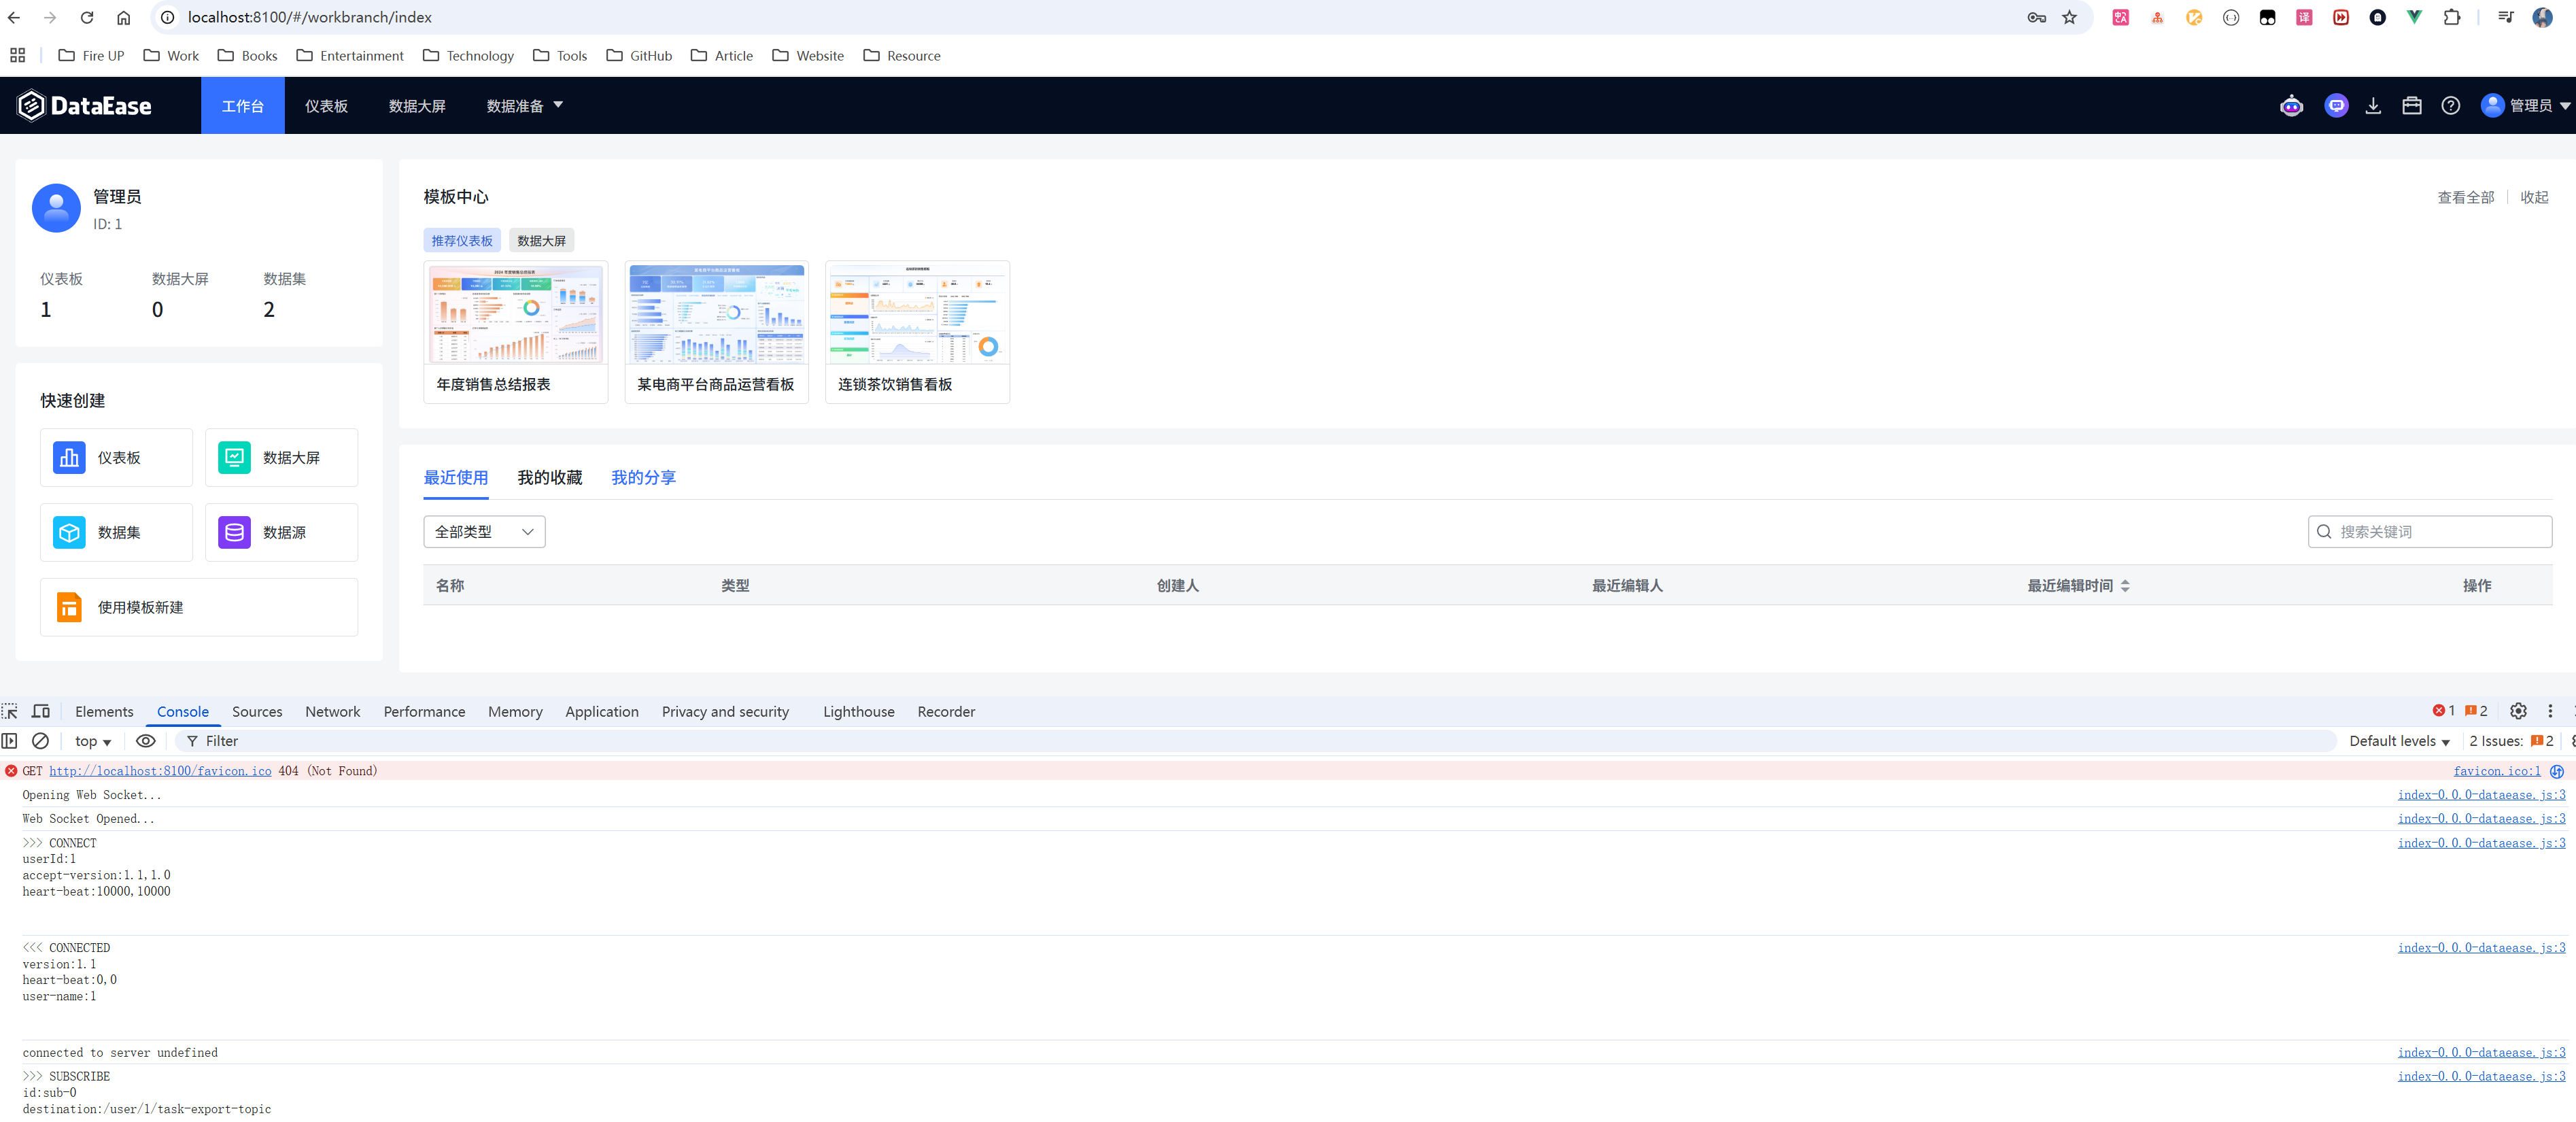 localhost:8100/#/workbranch/index
Fire UP Work Books Entertainment Technology Tools GitHub Article Website Resource
DataEase 工作台 仪表板 数据大屏 数据准备 管理员
管理员
ID: 1
仪表板 数据大屏 数据集
1 0 2
快速创建
仪表板 数据大屏
数据集 数据源
使用模板新建
模板中心 查看全部 收起
推荐仪表板 数据大屏
年度销售总结报表 某电商平台商品运营看板 连锁茶饮销售看板
最近使用 我的收藏 我的分享
全部类型 搜索关键词
名称 类型 创建人 最近编辑人 最近编辑时间 操作
Elements Console Sources Network Performance Memory Application Privacy and security Lighthouse Recorder 1 2
top Filter Default levels 2 Issues: 2
GET http://localhost:8100/favicon.ico 404 (Not Found) favicon.ico:1
Opening Web Socket... index-0.0.0-dataease.js:3
Web Socket Opened... index-0.0.0-dataease.js:3
>>> CONNECT index-0.0.0-dataease.js:3
userId:1
accept-version:1.1,1.0
heart-beat:10000,10000
<<< CONNECTED index-0.0.0-dataease.js:3
version:1.1
heart-beat:0,0
user-name:1
connected to server undefined index-0.0.0-dataease.js:3
>>> SUBSCRIBE index-0.0.0-dataease.js:3
id:sub-0
destination:/user/1/task-export-topic